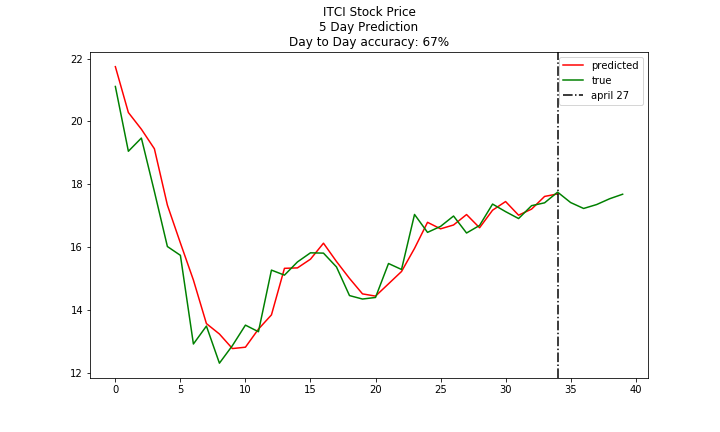 ITCI Stock Price
5 Day Prediction
Day to Day accuracy: 67%
22
20
18
16
14
12
predicted
true
april 27
0 5 10 15 20 25 30 35 40